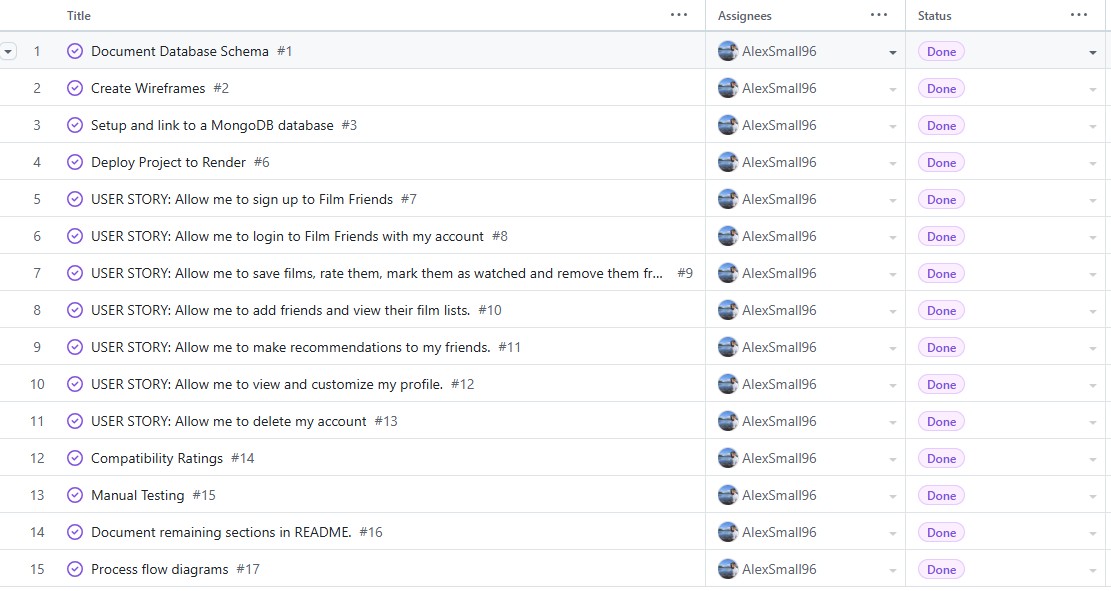 Title ... Assignees ... Status ...
1 Document Database Schema #1 AlexSmall96 Done
2 Create Wireframes #2 AlexSmall96 Done
3 Setup and link to a MongoDB database #3 AlexSmall96 Done
4 Deploy Project to Render #6 AlexSmall96 Done
5 USER STORY: Allow me to sign up to Film Friends #7 AlexSmall96 Done
6 USER STORY: Allow me to login to Film Friends with my account #8 AlexSmall96 Done
7 USER STORY: Allow me to save films, rate them, mark them as watched and remove them fr... #9 AlexSmall96 Done
8 USER STORY: Allow me to add friends and view their film lists. #10 AlexSmall96 Done
9 USER STORY: Allow me to make recommendations to my friends. #11 AlexSmall96 Done
10 USER STORY: Allow me to view and customize my profile. #12 AlexSmall96 Done
11 USER STORY: Allow me to delete my account #13 AlexSmall96 Done
12 Compatibility Ratings #14 AlexSmall96 Done
13 Manual Testing #15 AlexSmall96 Done
14 Document remaining sections in README. #16 AlexSmall96 Done
15 Process flow diagrams #17 AlexSmall96 Done